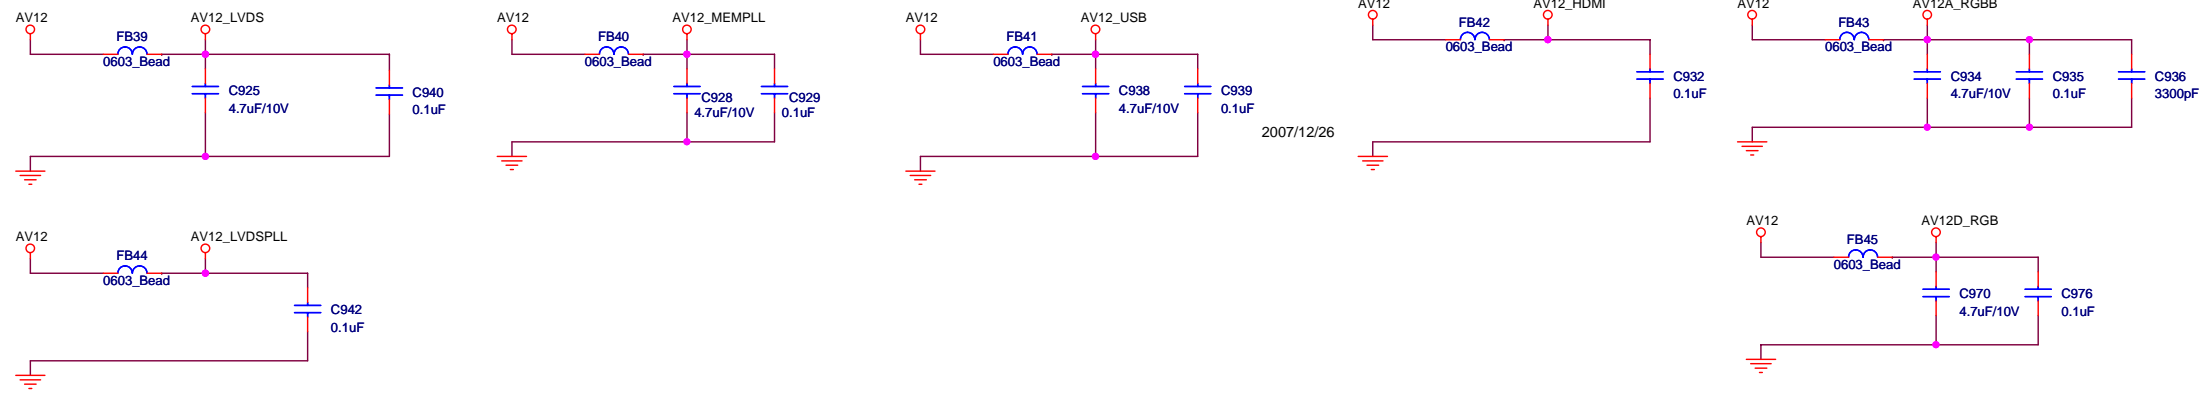 AV12
AV12_LVDS
FB39
0603_Bead
C925
4.7uF/10V
C940
0.1uF
AV12
AV12_MEMPLL
FB40
0603_Bead
C928
4.7uF/10V
C929
0.1uF
AV12
AV12_USB
FB41
0603_Bead
C938
4.7uF/10V
C939
0.1uF
2007/12/26
AV12
AV12_HDMI
FB42
0603_Bead
C932
0.1uF
AV12
AV12A_RGBB
FB43
0603_Bead
C934
4.7uF/10V
C935
0.1uF
C936
3300pF
AV12
AV12_LVDSPLL
FB44
0603_Bead
C942
0.1uF
AV12
AV12D_RGB
FB45
0603_Bead
C970
4.7uF/10V
C976
0.1uF